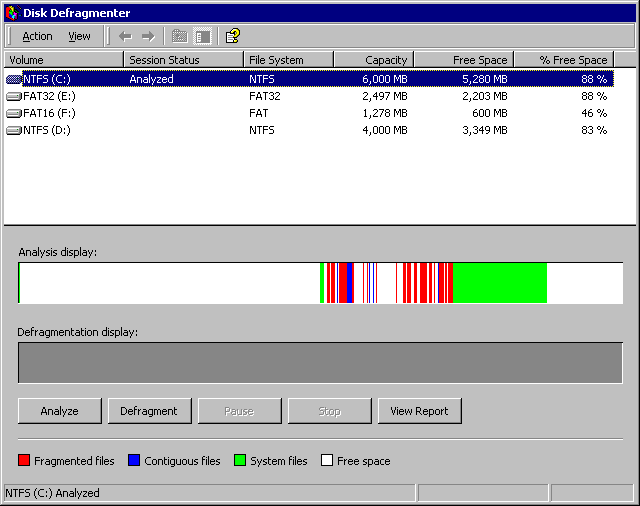 Disk Defragmenter
Action View
Volume Session Status File System Capacity Free Space % Free Space
NTFS (C:) Analyzed NTFS 6,000 MB 5,280 MB 88 %
FAT32 (E:) FAT32 2,497 MB 2,203 MB 88 %
FAT16 (F:) FAT 1,278 MB 600 MB 46 %
NTFS (D:) NTFS 4,000 MB 3,349 MB 83 %
Analysis display:
Defragmentation display:
Analyze Defragment Pause Stop View Report
Fragmented files Contiguous files System files Free space
NTFS (C:) Analyzed